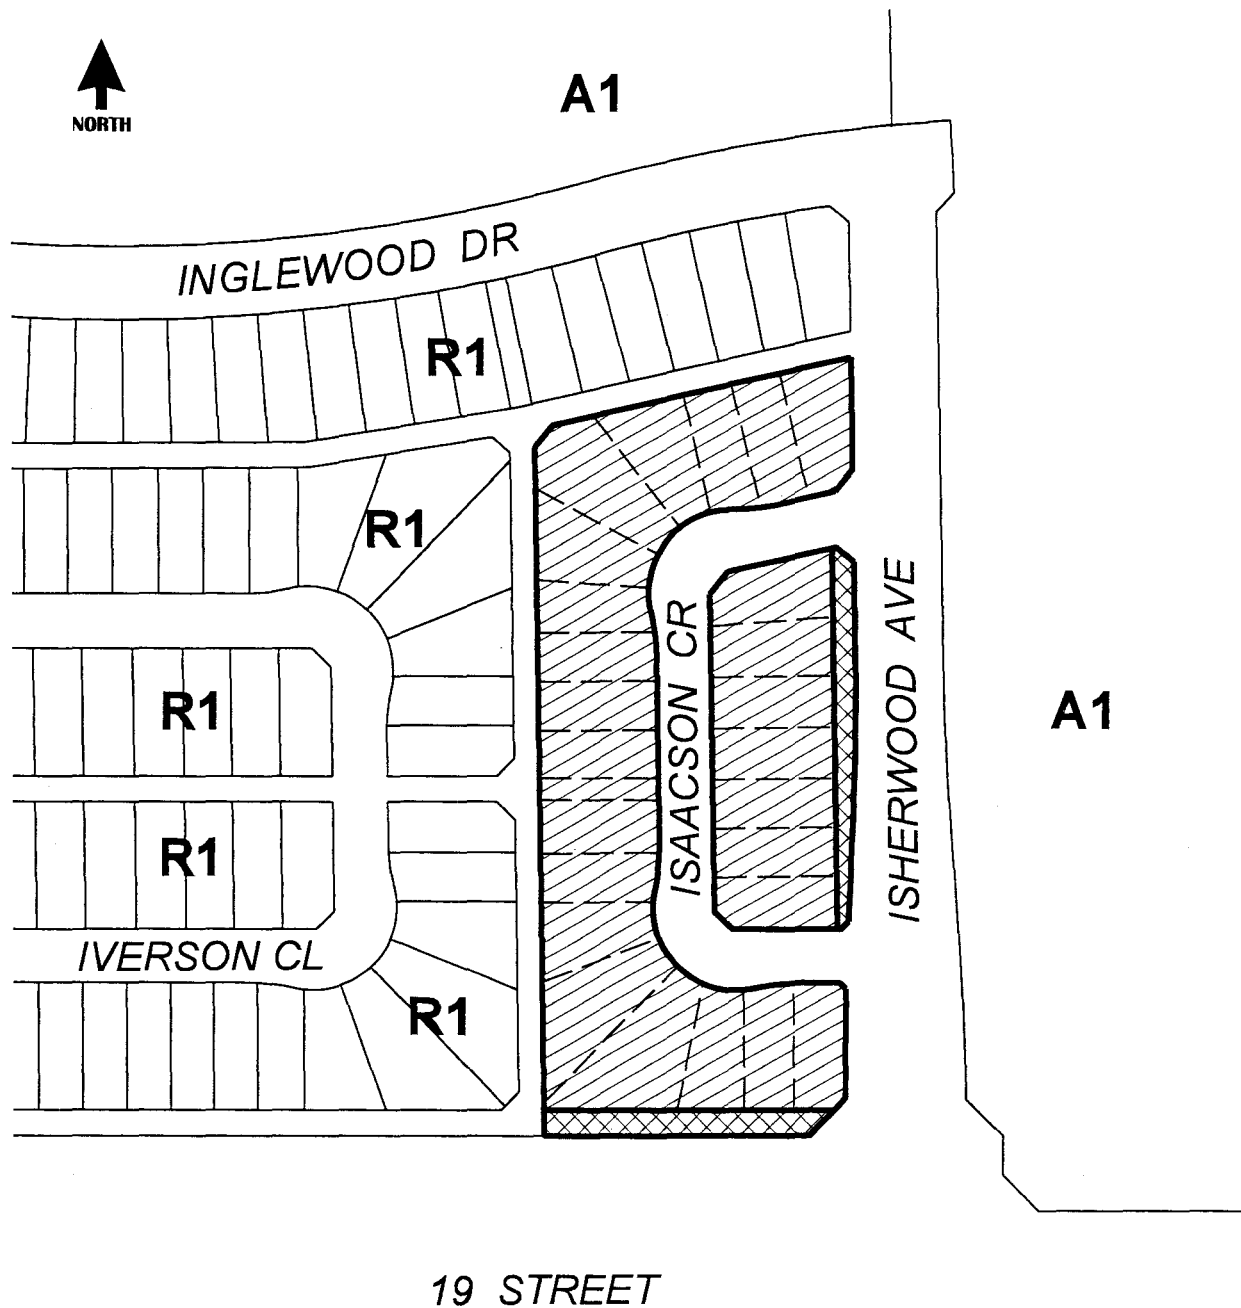 A1
NORTH
INGLEWOOD DR
R1
R1
ISAACSON CR
ISHERWOOD AVE
R1
A1
R1
IVERSON CL
R1
19 STREET